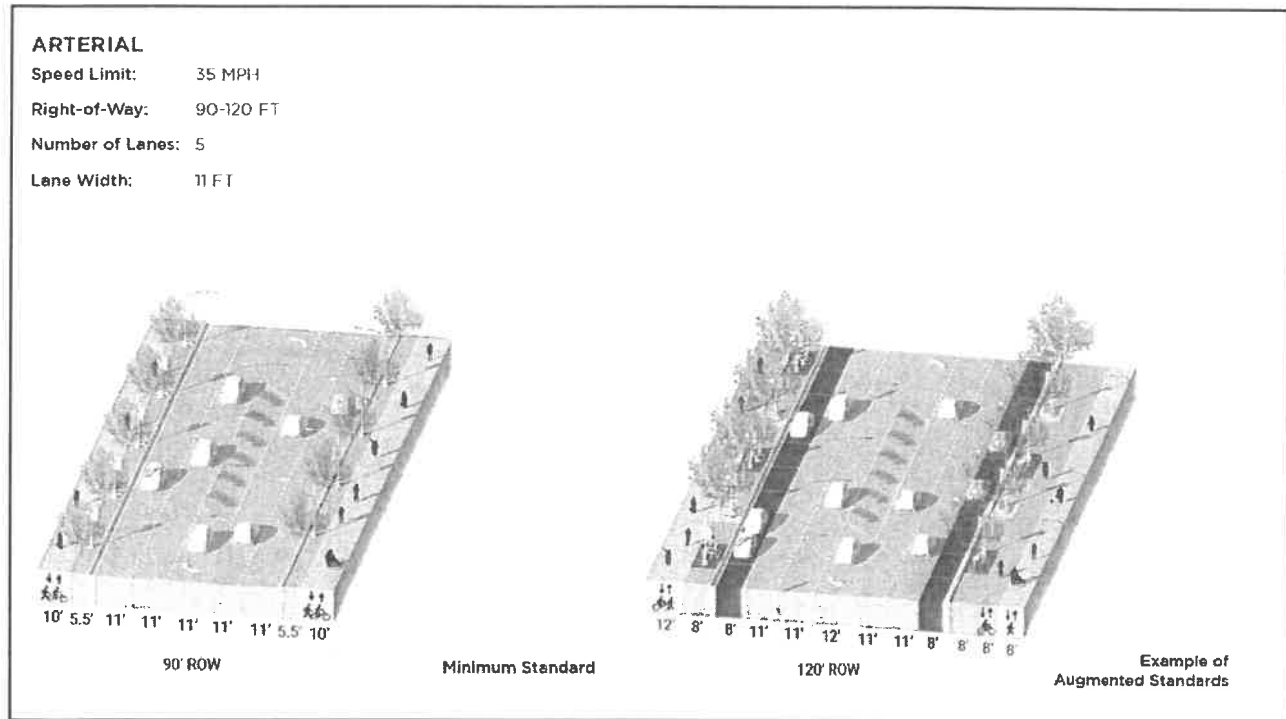 ARTERIAL
Speed Limit: 35 MPH
Right-of-Way: 90-120 FT
Number of Lanes: 5
Lane Width: 11 FT
10' 5.5' 11' 11' 11' 11' 11' 5.5' 10'
90' ROW
Minimum Standard
12' 8' 8' 11' 11' 12' 11' 11' 8' 8' 8' 8'
120' ROW
Example of
Augmented Standards